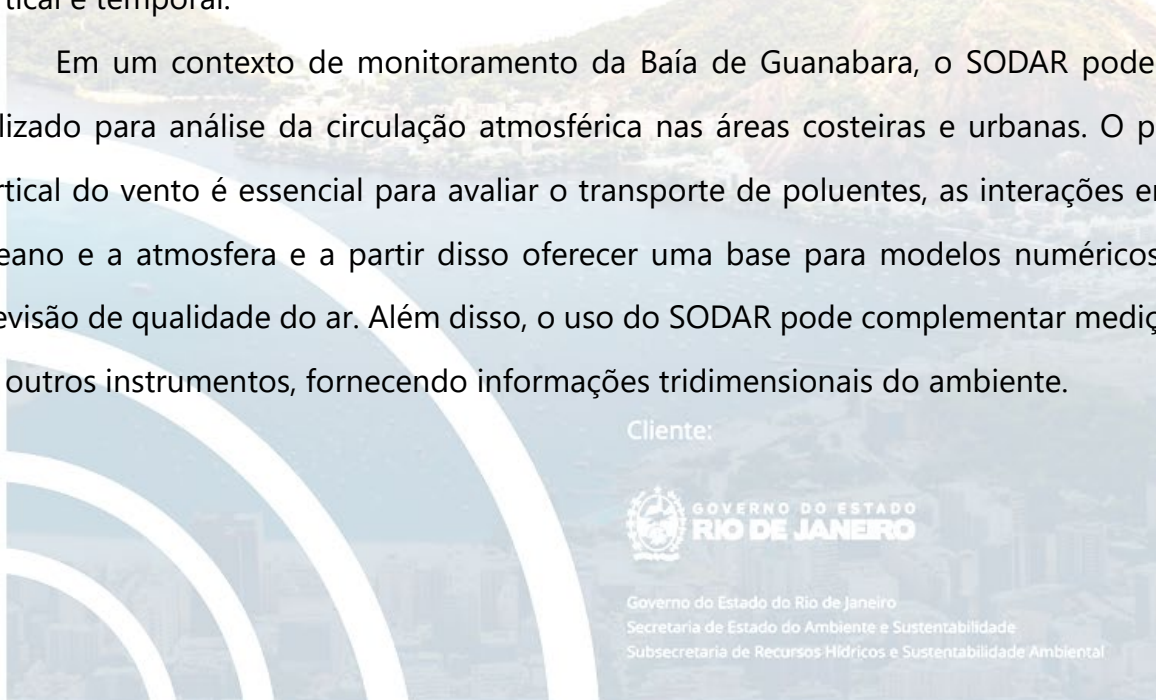 rtical e temporal.
Em um contexto de monitoramento da Baía de Guanabara, o SODAR pode
lizado para análise da circulação atmosférica nas áreas costeiras e urbanas. O p
rtical do vento é essencial para avaliar o transporte de poluentes, as interações e
eano e a atmosfera e a partir disso oferecer uma base para modelos numéricos
evisão de qualidade do ar. Além disso, o uso do SODAR pode complementar mediç
outros instrumentos, fornecendo informações tridimensionais do ambiente.
Cliente:
GOVERNO DO ESTADO
RIO DE JANEIRO
Governo do Estado do Rio de Janeiro
Secretaria de Estado do Ambiente e Sustentabilidade
Subsecretaria de Recursos Hídricos e Sustentabilidade Ambiental